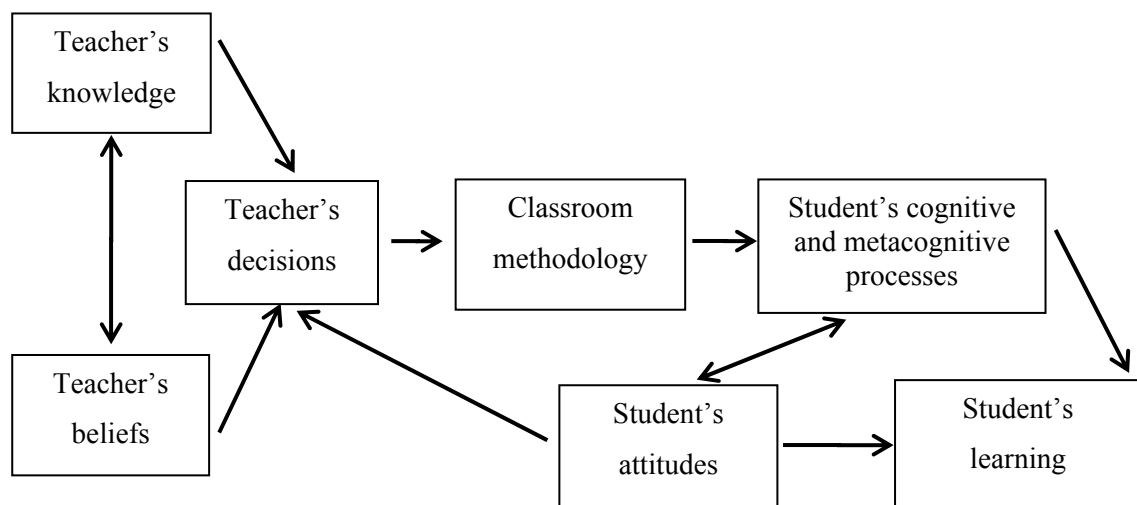 Teacher’s
knowledge
Teacher’s
decisions
Classroom
methodology
Student’s cognitive
and metacognitive
processes
Teacher’s
beliefs
Student’s
attitudes
Student’s
learning